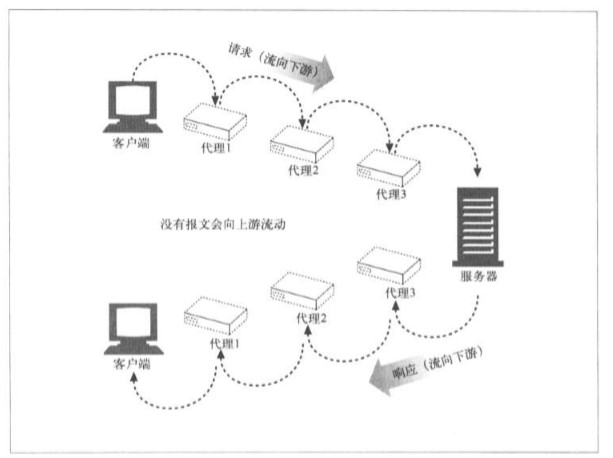 请求（流向下游）
客户端
代理1
代理2
代理3
没有报文会向上游流动
服务器
代理3
代理2
代理1
客户端
响应（流向下游）